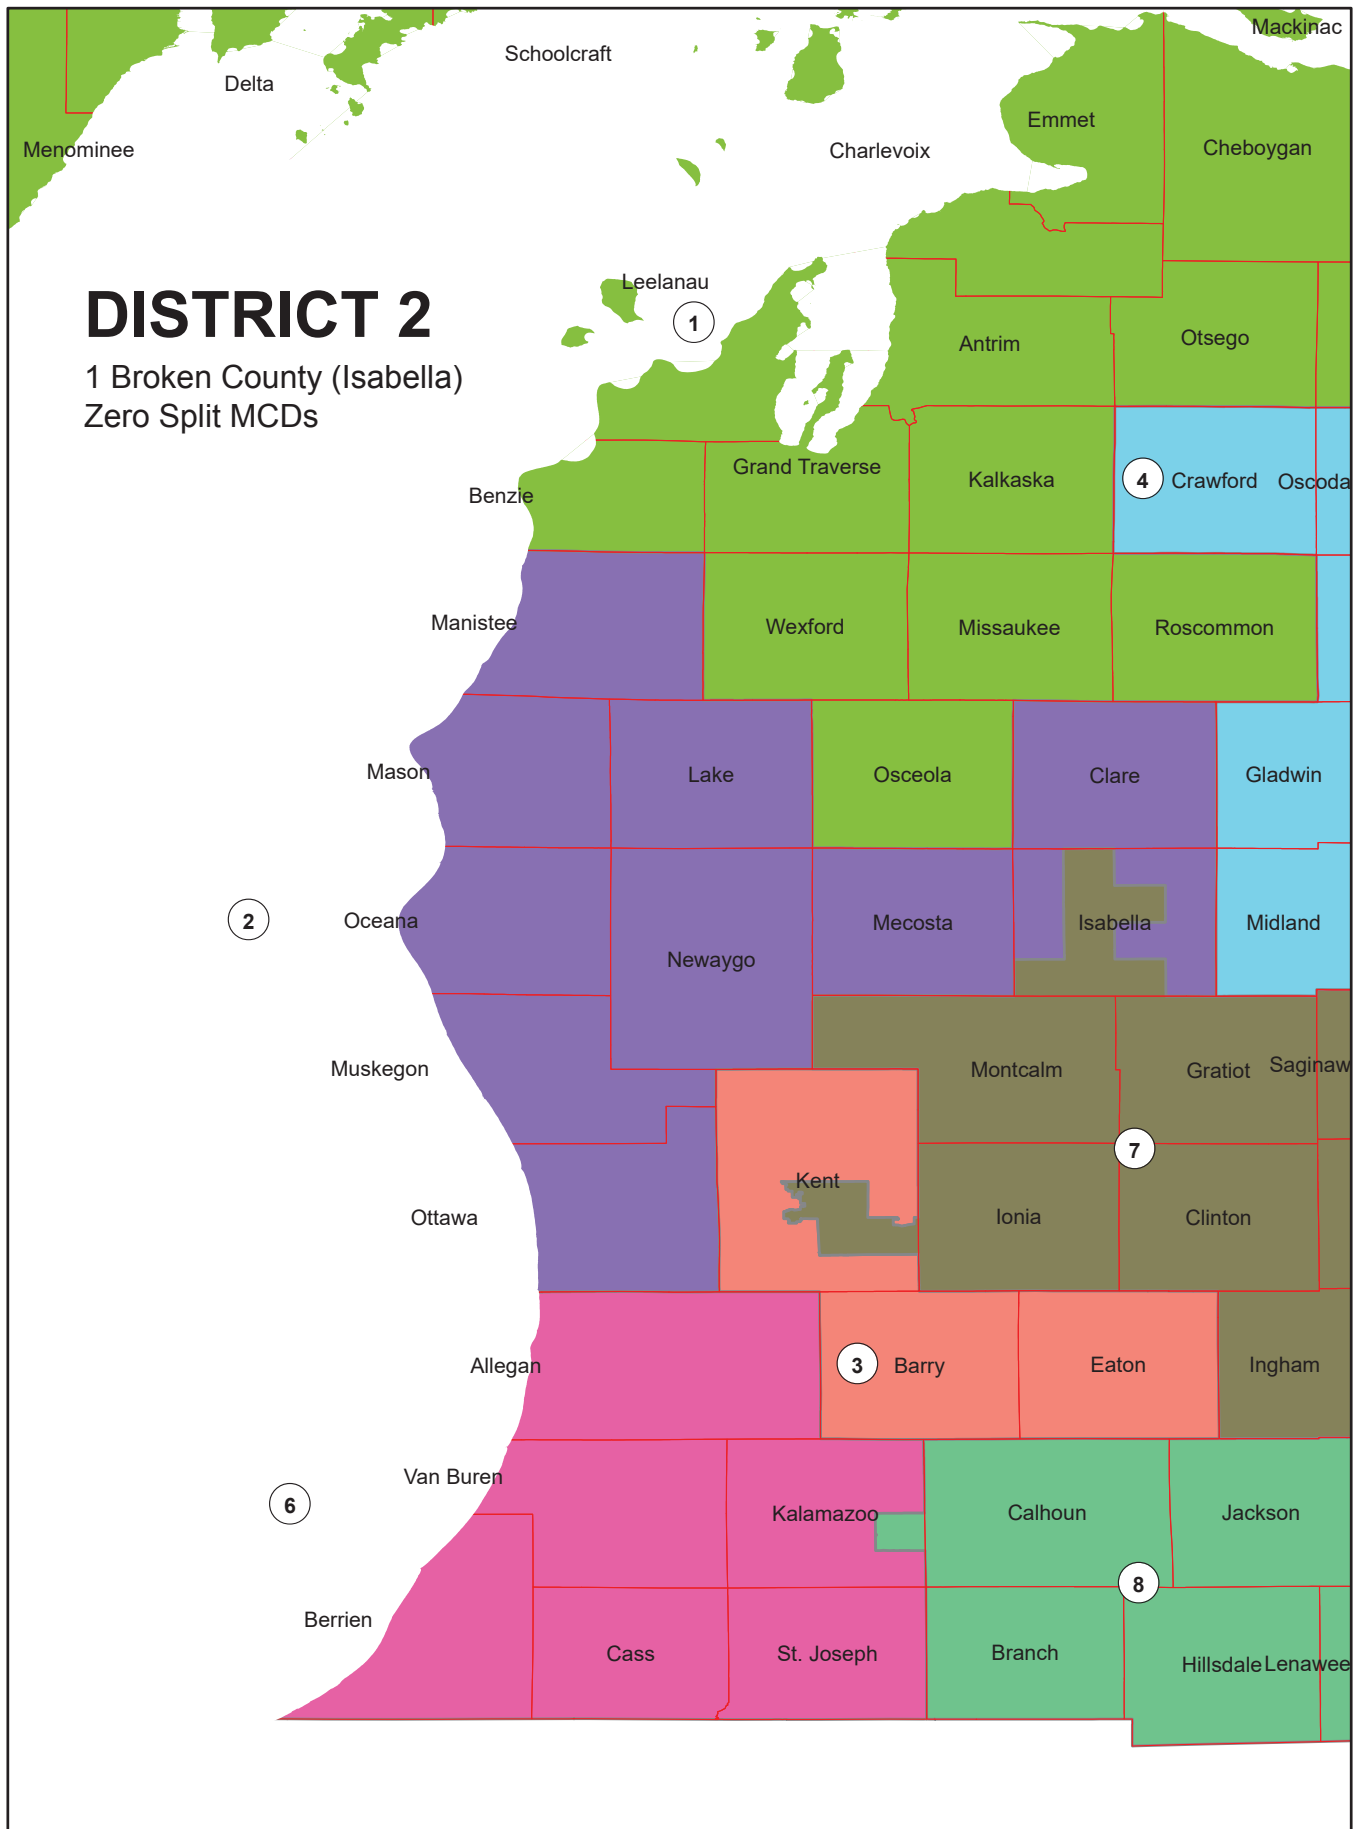 Mackinac
Schoolcraft
Delta
Emmet
Menominee
Charlevoix
Cheboygan
Leelanau
DISTRICT 2
1
Otsego
Antrim
1 Broken County (Isabella)
Zero Split MCDs
Grand Traverse
Kalkaska
4
Crawford
Oscoda
Benzie
Manistee
Wexford
Missaukee
Roscommon
Mason
Lake
Osceola
Clare
Gladwin
2
Oceana
Mecosta
Isabella
Midland
Newaygo
Muskegon
Montcalm
Gratiot
Saginaw
7
Kent
Ottawa
Ionia
Clinton
Allegan
3
Barry
Eaton
Ingham
Van Buren
6
Kalamazoo
Calhoun
Jackson
8
Berrien
Cass
St. Joseph
Branch
Hillsdale
Lenawee